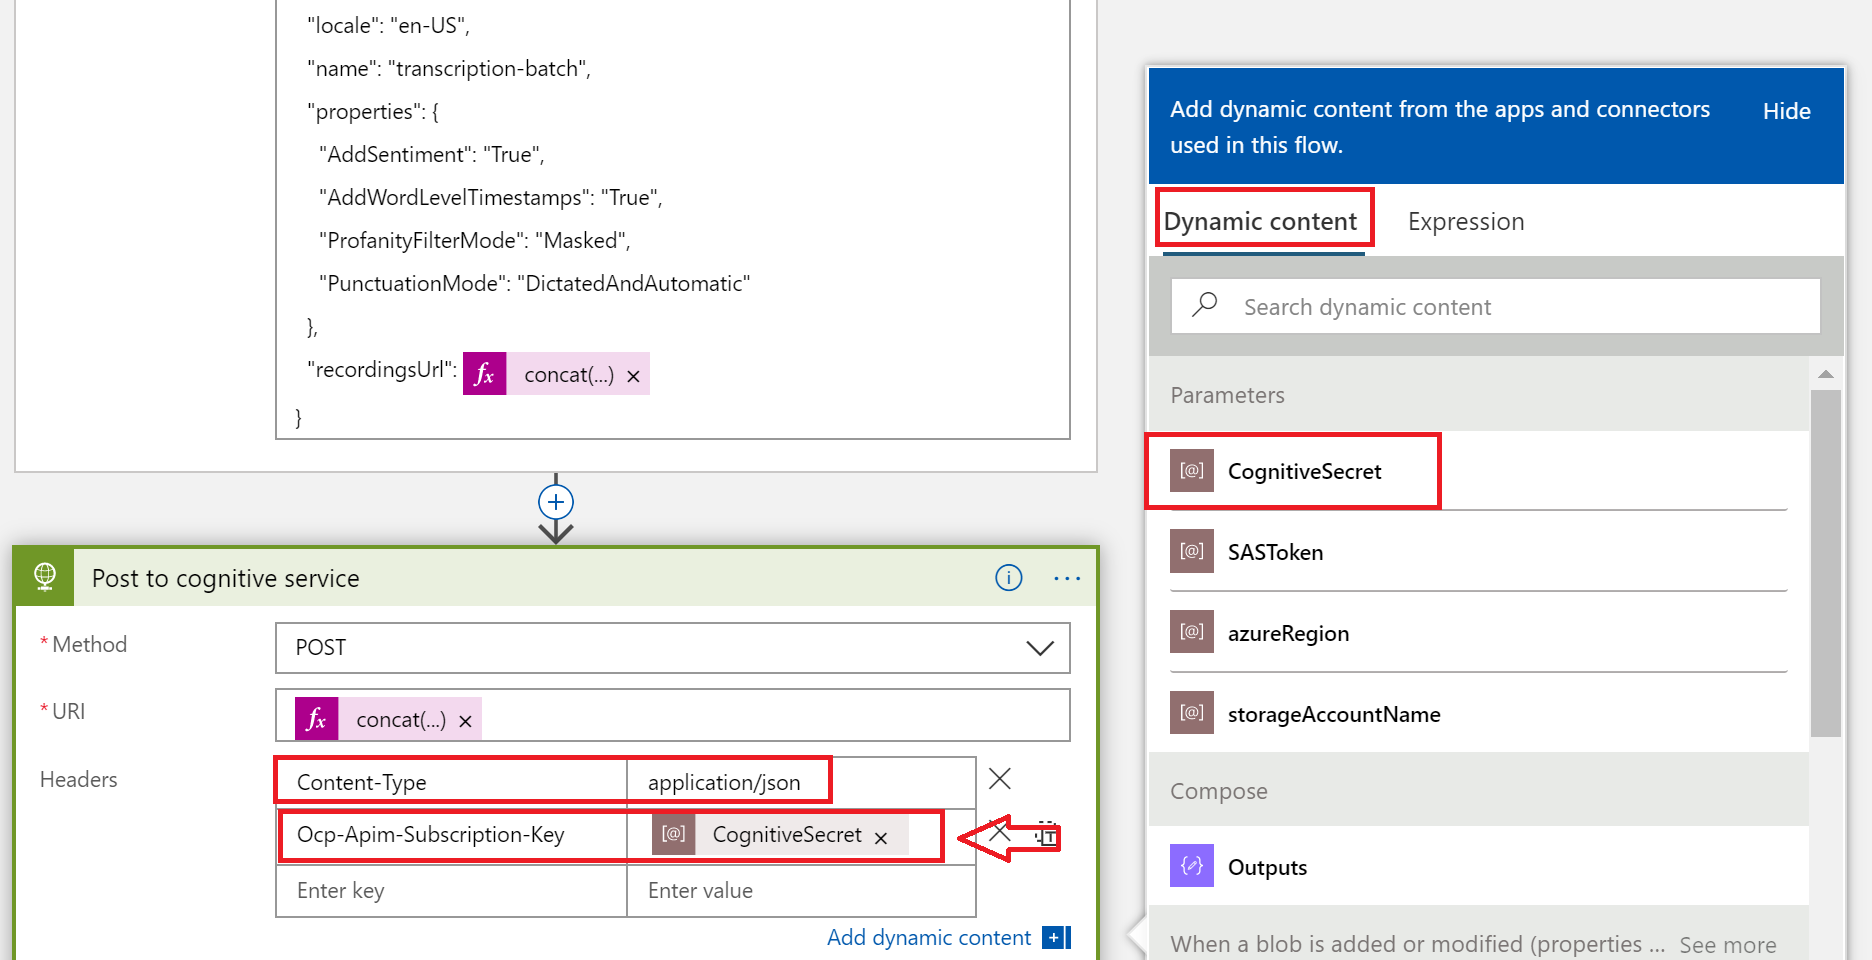 "locale": "en-US",
"name": "transcription-batch",
"properties": {
"AddSentiment": "True",
"AddWordLevelTimestamps": "True",
"ProfanityFilterMode": "Masked",
"PunctuationMode": "DictatedAndAutomatic"
},
"recordingsUrl": fx concat(...) ×
}
Post to cognitive service
* Method POST
* URI fx concat(...) ×
Headers Content-Type application/json
Ocp-Apim-Subscription-Key [@] CognitiveSecret ×
Enter key Enter value
Add dynamic content
Add dynamic content from the apps and connectors
used in this flow.
Hide
Dynamic content Expression
Search dynamic content
Parameters
[@] CognitiveSecret
[@] SASToken
[@] azureRegion
[@] storageAccountName
Compose
Outputs
When a blob is added or modified (properties ... See more